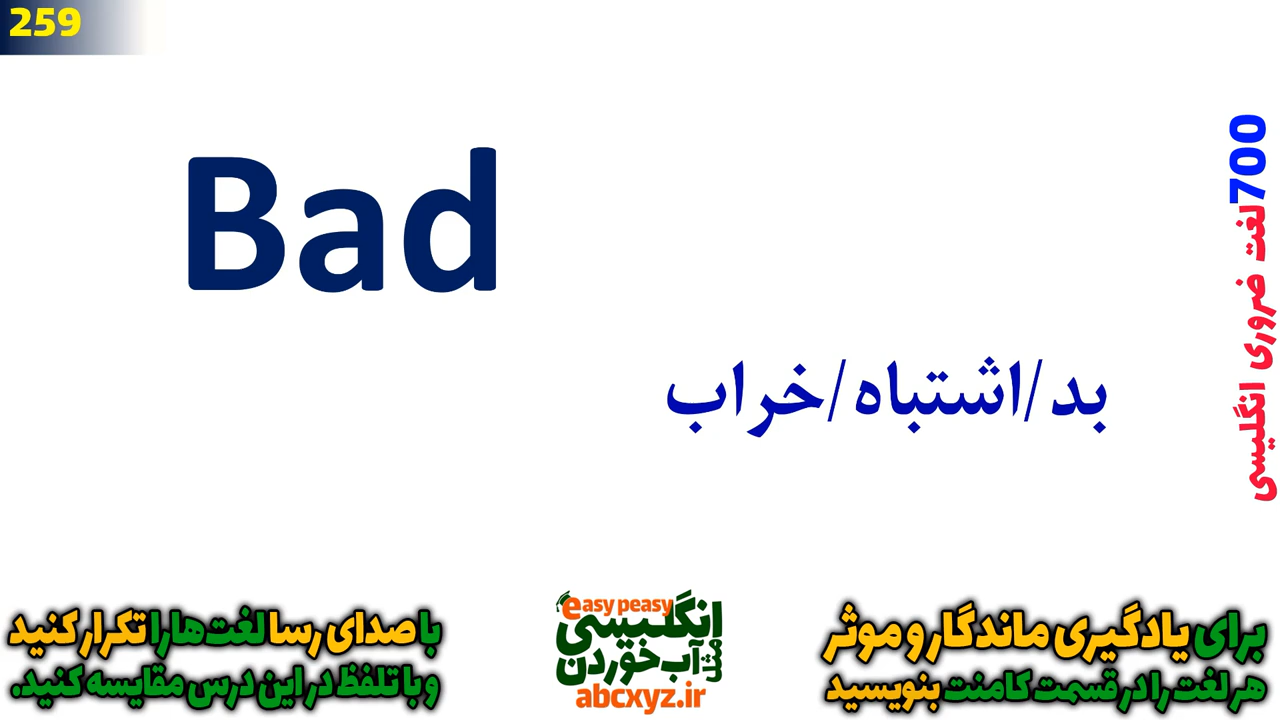 259
Bad
بد/اشتباه/خراب
700 لغت ضروری انگلیسی
برای یادگیری ماندگار و موثر
هر لغت را در قسمت کامنت بنویسید
easy peasy
انگلیسی
مثل آب خوردن
abcxyz.ir
با صدای رسا لغت‌ها را تکرار کنید
و با تلفظ در این درس مقایسه کنید.